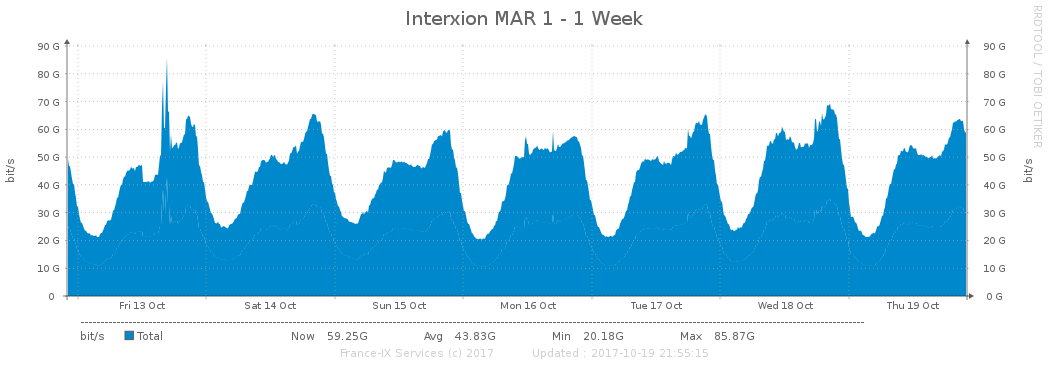 Interxion MAR 1 - 1 Week
RRDTOOL / TOBI OETIKER
90 G 90 G
80 G 80 G
70 G 70 G
60 G 60 G
50 G 50 G
40 G 40 G
30 G 30 G
20 G 20 G
10 G 10 G
0 0 G
bit/s bit/s
Fri 13 Oct Sat 14 Oct Sun 15 Oct Mon 16 Oct Tue 17 Oct Wed 18 Oct Thu 19 Oct
bit/s Total Now 59.25G Avg 43.83G Min 20.18G Max 85.87G
France-IX Services (c) 2017 Updated : 2017-10-19 21:55:15